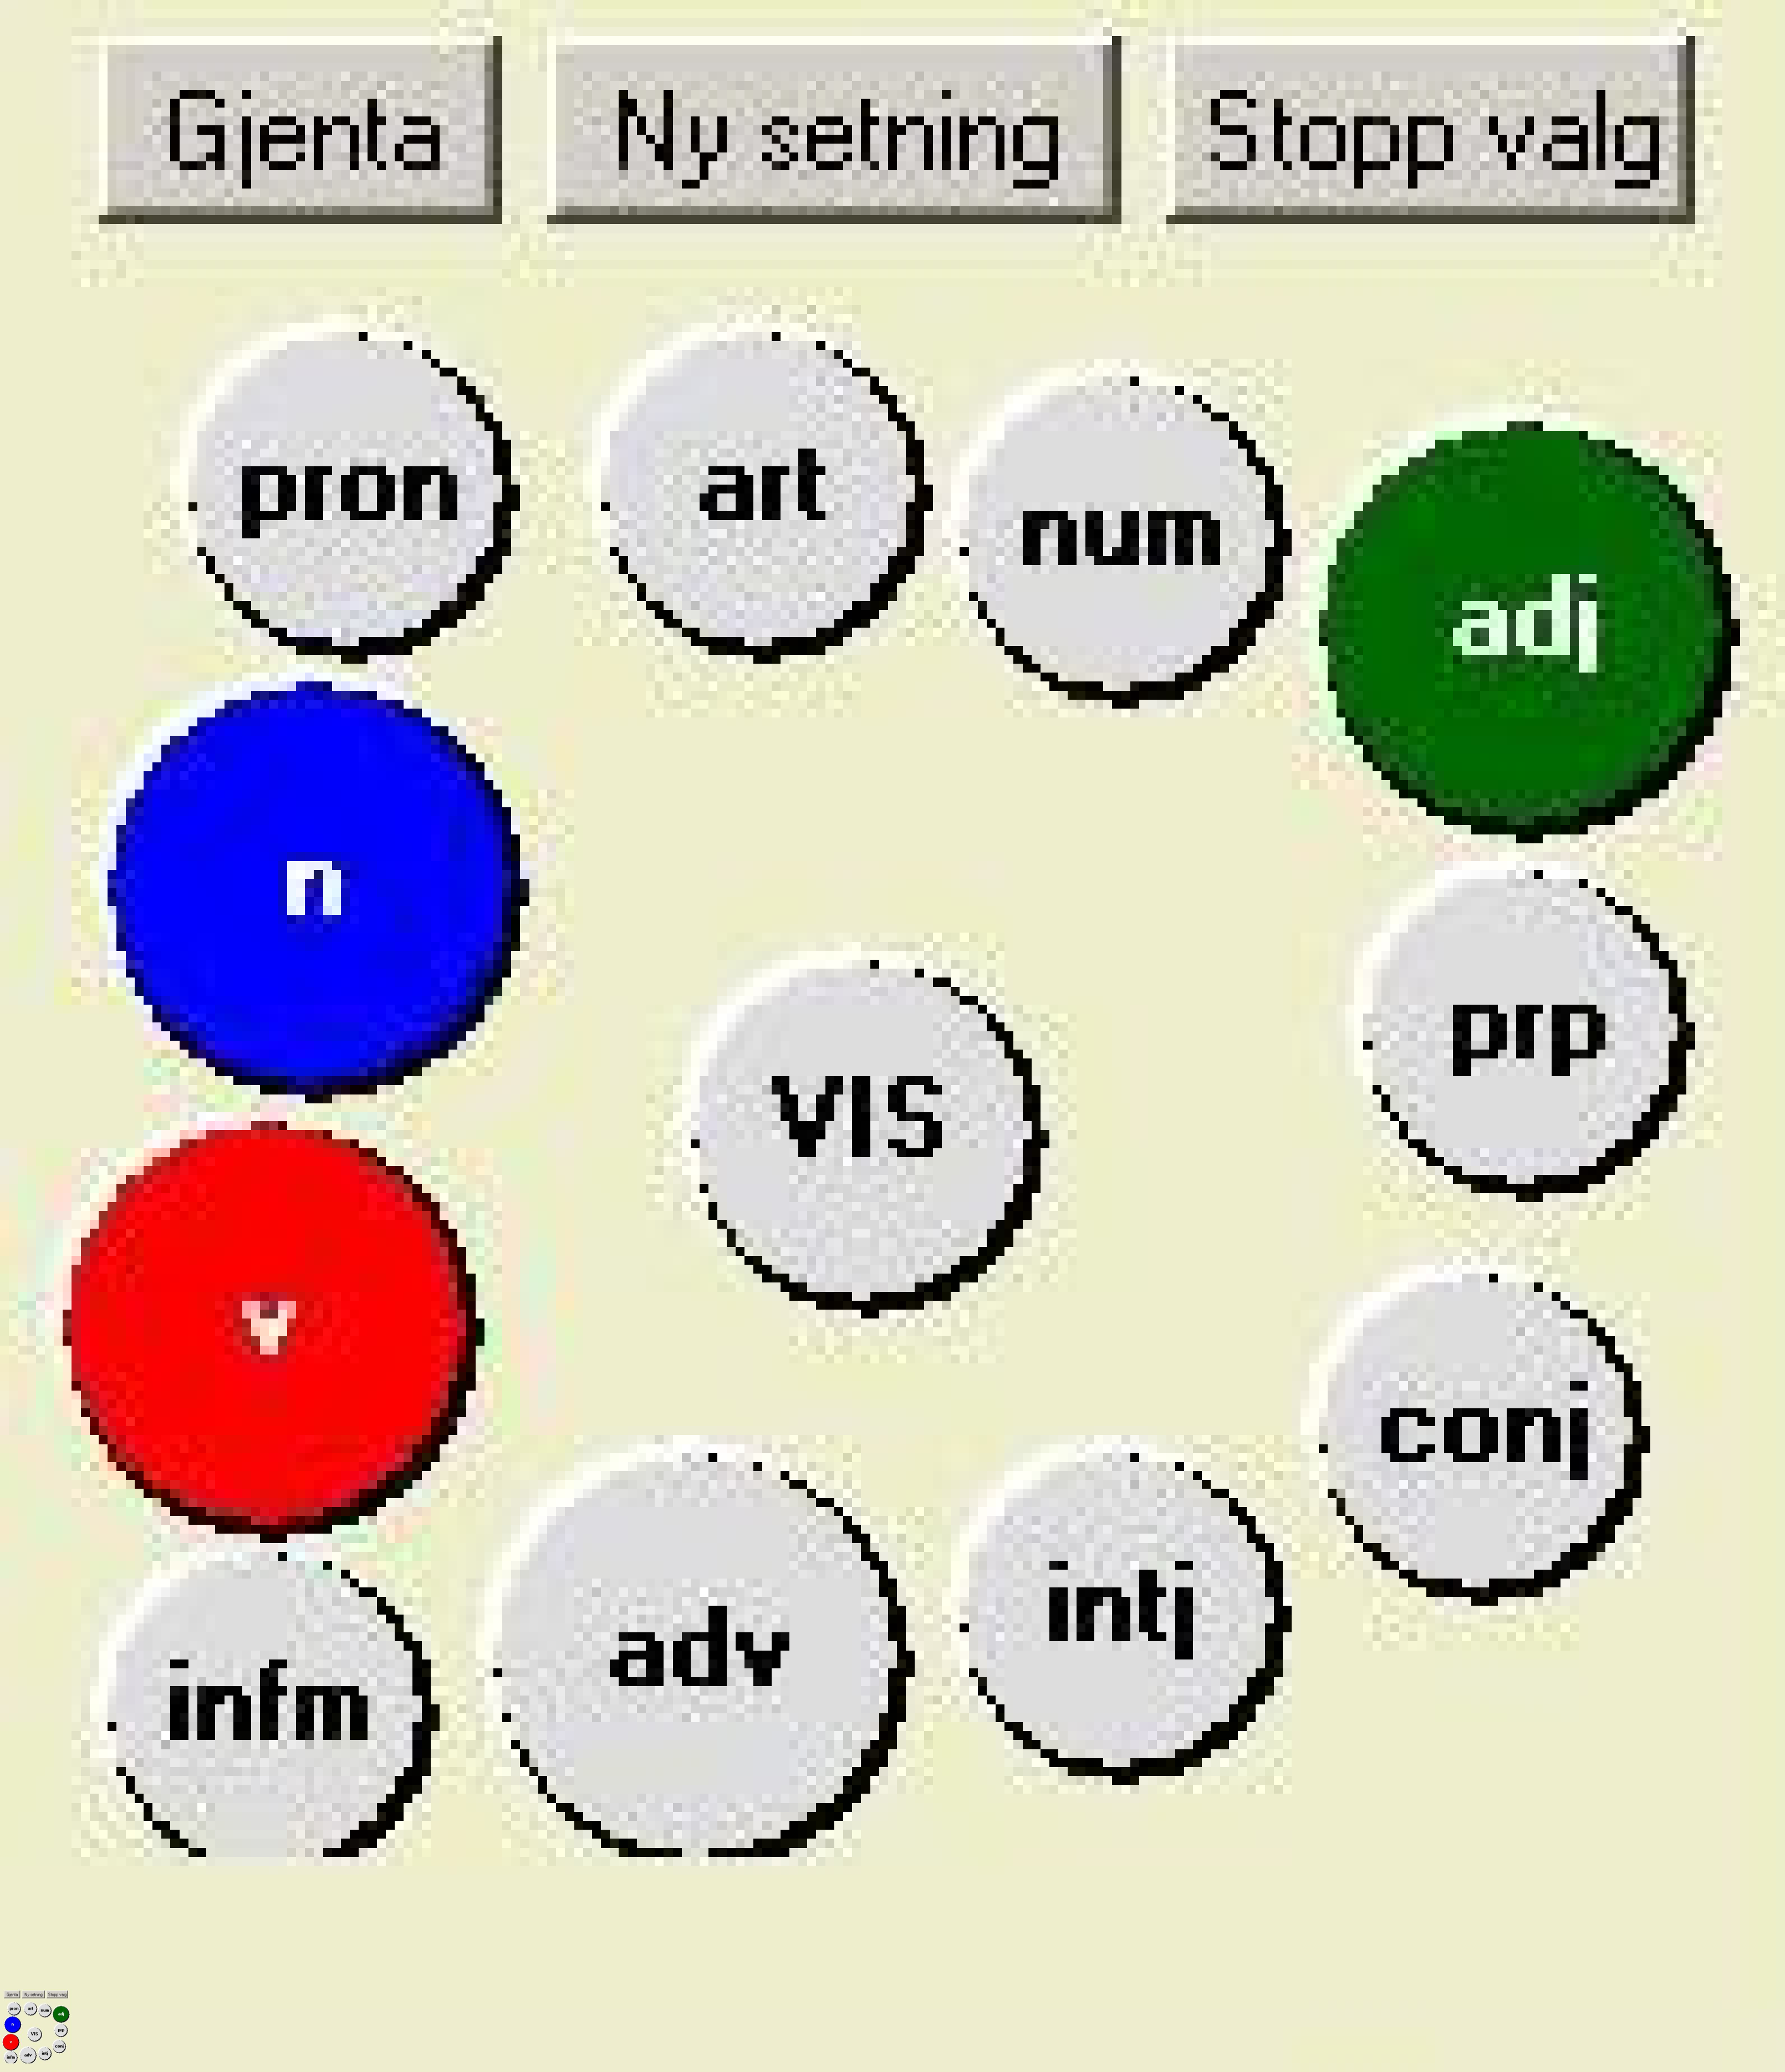 Gjenta Ny setning Stopp valg
pron art num
adj
n
prp
VIS
v
conj
intj
adv
infm